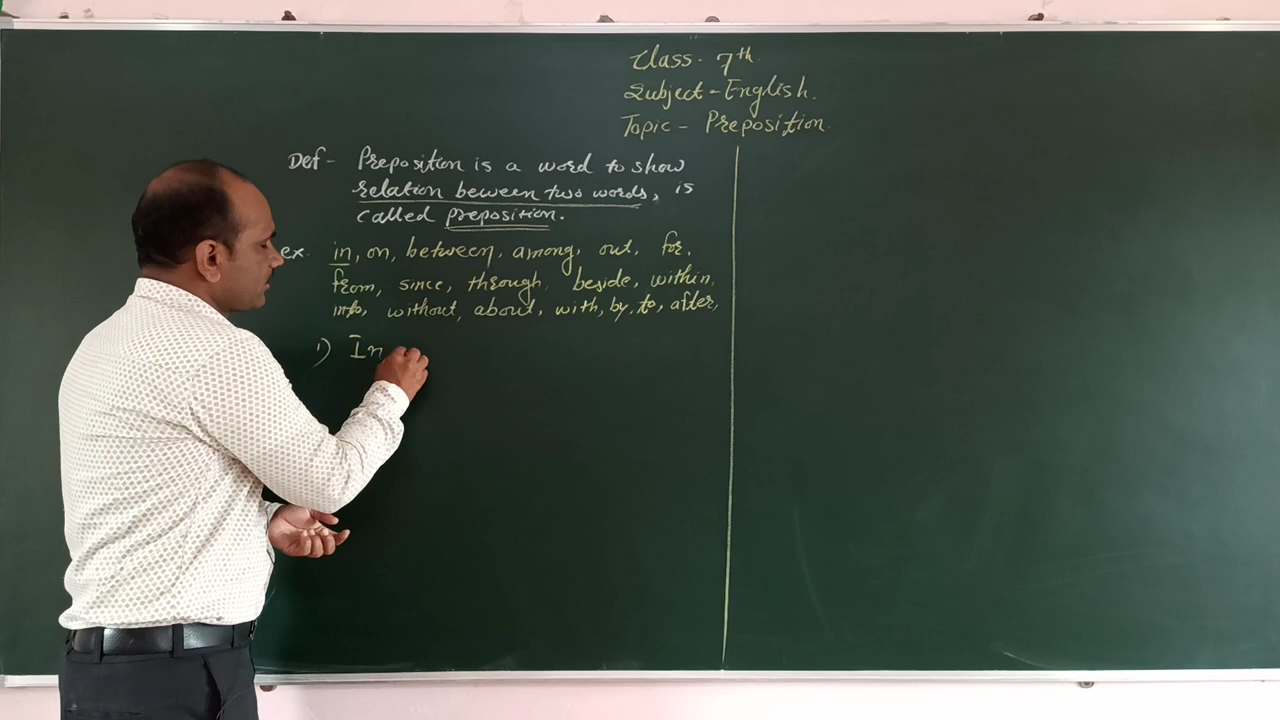 Class- 7th.
Subject - English.
Topic - Preposition.
Def- Preposition is a word to show
relation beween two words, is
called preposition.
ex. in, on, between, among, out, for,
from, since, through, beside, within,
into, without, about, with, by, to, after,
1) In